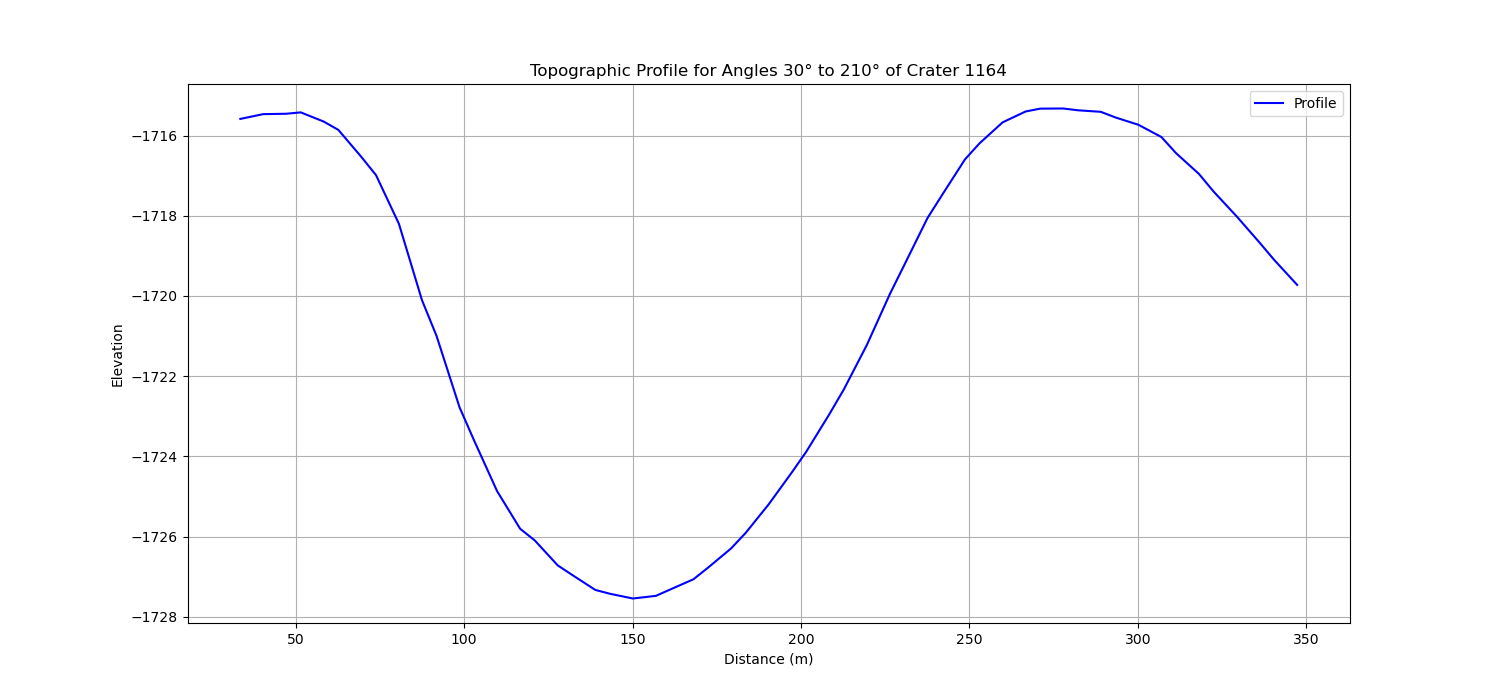 Topographic Profile for Angles 30° to 210° of Crater 1164
Profile
Elevation
−1716
−1718
−1720
−1722
−1724
−1726
−1728
50 100 150 200 250 300 350
Distance (m)